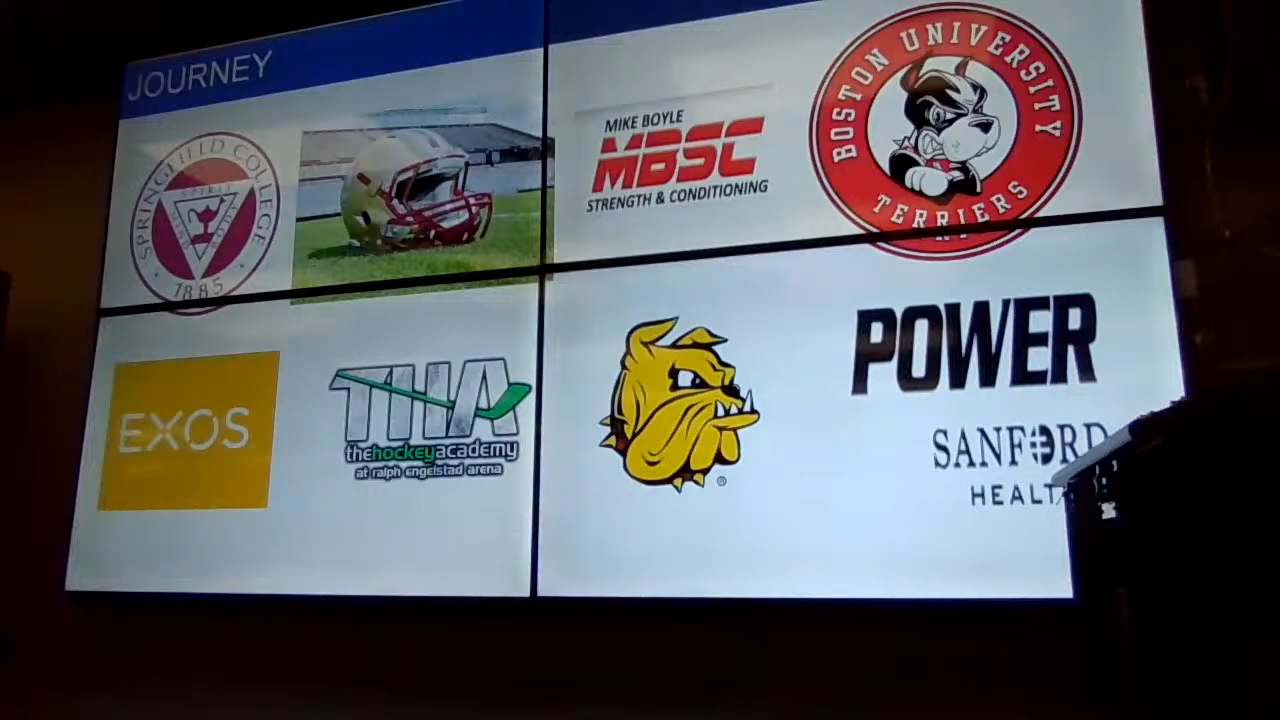 JOURNEY
SPRINGFIELD COLLEGE
SPIRIT
1885
MIKE BOYLE
MBSC
STRENGTH & CONDITIONING
BOSTON UNIVERSITY
TERRIERS
EXOS
THA
thehockeyacademy
at ralph engelstad arena
®
POWER
SANFORD
HEALT